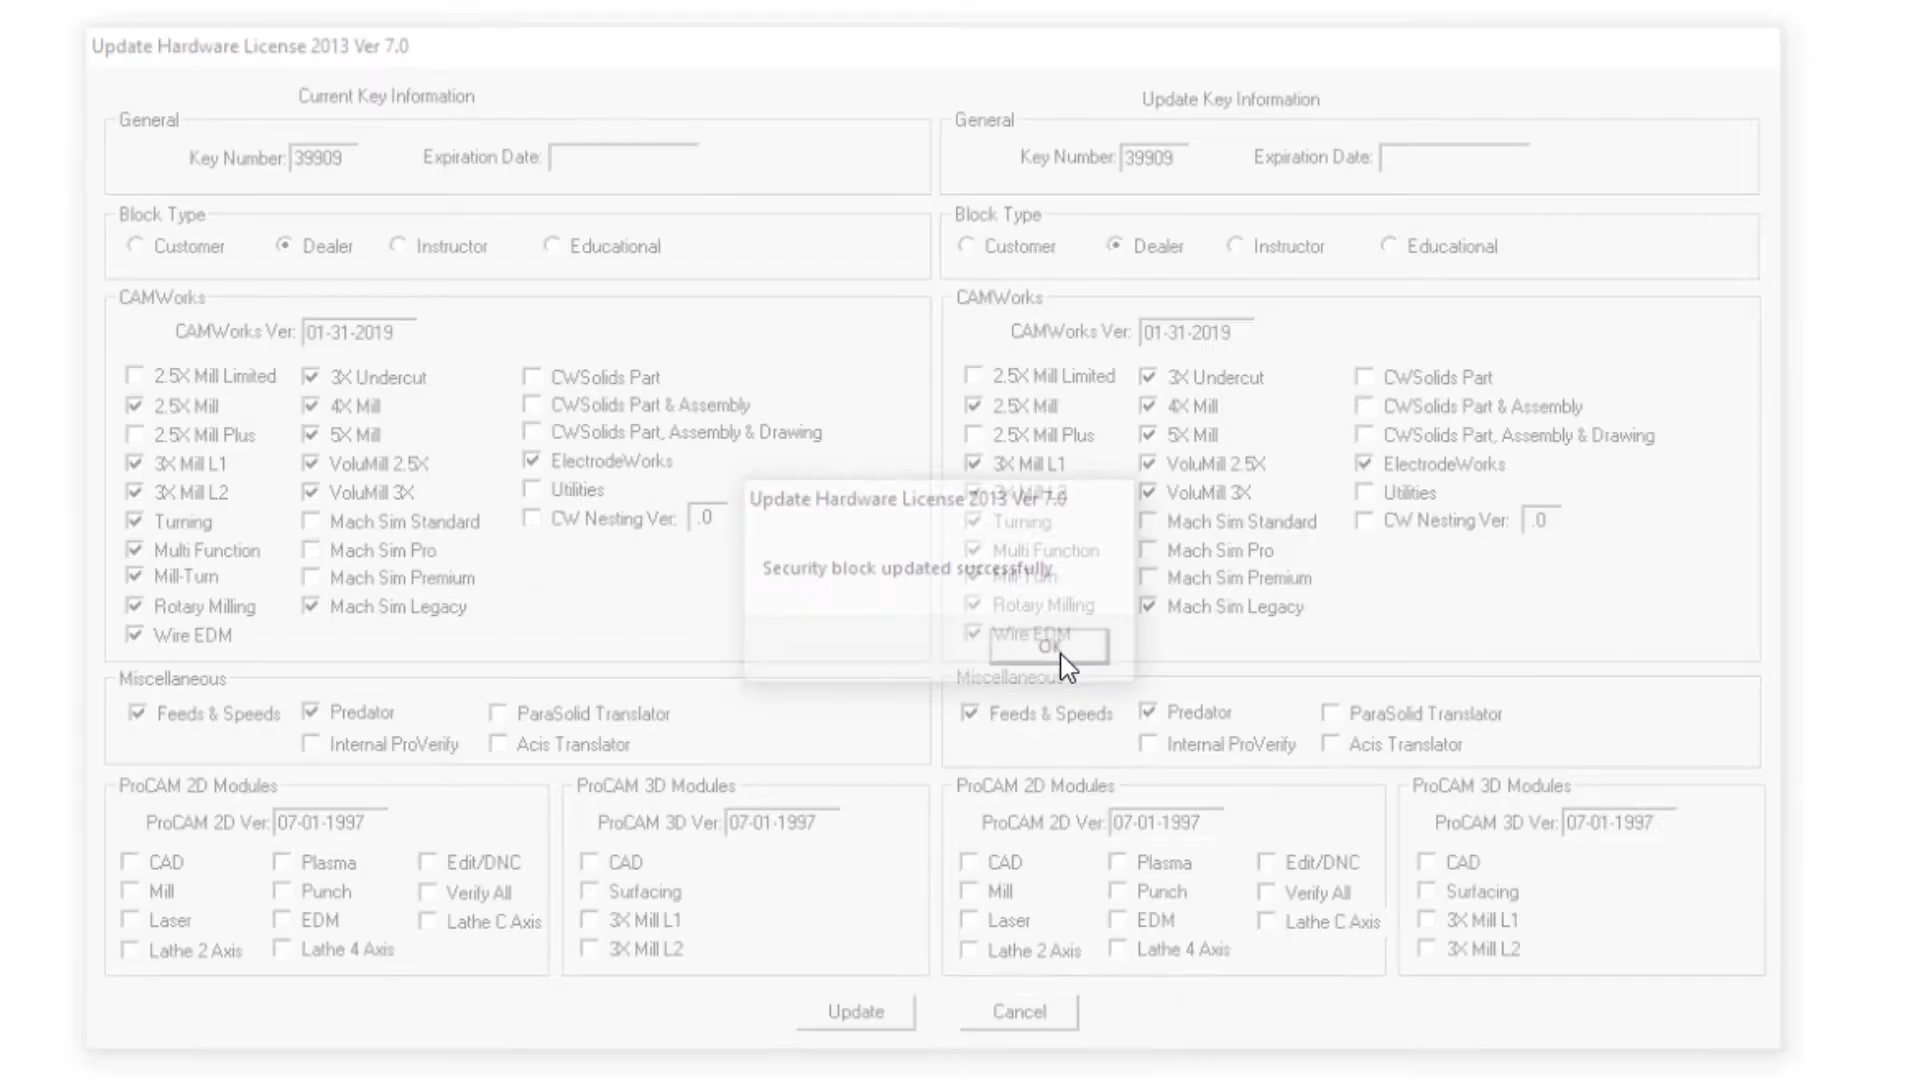 Update Hardware License 2013 Ver 7.0
Current Key Information
General
Key Number: 39909 Expiration Date:
Block Type
Customer Dealer Instructor Educational
CAMWorks
CAMWorks Ver: 01-31-2019
2.5X Mill Limited 3X Undercut CWSolids Part
2.5X Mill 4X Mill CWSolids Part & Assembly
2.5X Mill Plus 5X Mill CWSolids Part, Assembly & Drawing
3X Mill L1 VoluMill 2.5X ElectrodeWorks
3X Mill L2 VoluMill 3X Utilities
Turning Mach Sim Standard CW Nesting Ver: .0
Multi Function Mach Sim Pro
Mill-Turn Mach Sim Premium
Rotary Milling Mach Sim Legacy
Wire EDM
Miscellaneous
Feeds & Speeds Predator ParaSolid Translator
Internal ProVerify Acis Translator
ProCAM 2D Modules
ProCAM 2D Ver: 07-01-1997
CAD Plasma Edit/DNC
Mill Punch Verify All
Laser EDM Lathe C Axis
Lathe 2 Axis Lathe 4 Axis
ProCAM 3D Modules
ProCAM 3D Ver: 07-01-1997
CAD
Surfacing
3X Mill L1
3X Mill L2
Update Key Information
General
Key Number: 39909 Expiration Date:
Block Type
Customer Dealer Instructor Educational
CAMWorks
CAMWorks Ver: 01-31-2019
2.5X Mill Limited 3X Undercut CWSolids Part
2.5X Mill 4X Mill CWSolids Part & Assembly
2.5X Mill Plus 5X Mill CWSolids Part, Assembly & Drawing
3X Mill L1 VoluMill 2.5X ElectrodeWorks
VoluMill 3X Utilities
Turning Mach Sim Standard CW Nesting Ver: .0
Multi Function Mach Sim Pro
Mill-Turn Mach Sim Premium
Rotary Milling Mach Sim Legacy
Wire EDM
Miscellaneous
Feeds & Speeds Predator ParaSolid Translator
Internal ProVerify Acis Translator
ProCAM 2D Modules
ProCAM 2D Ver: 07-01-1997
CAD Plasma Edit/DNC
Mill Punch Verify All
Laser EDM Lathe C Axis
Lathe 2 Axis Lathe 4 Axis
ProCAM 3D Modules
ProCAM 3D Ver: 07-01-1997
CAD
Surfacing
3X Mill L1
3X Mill L2
Update Hardware License 2013 Ver 7.0
Security block updated successfully.
OK
Update Cancel